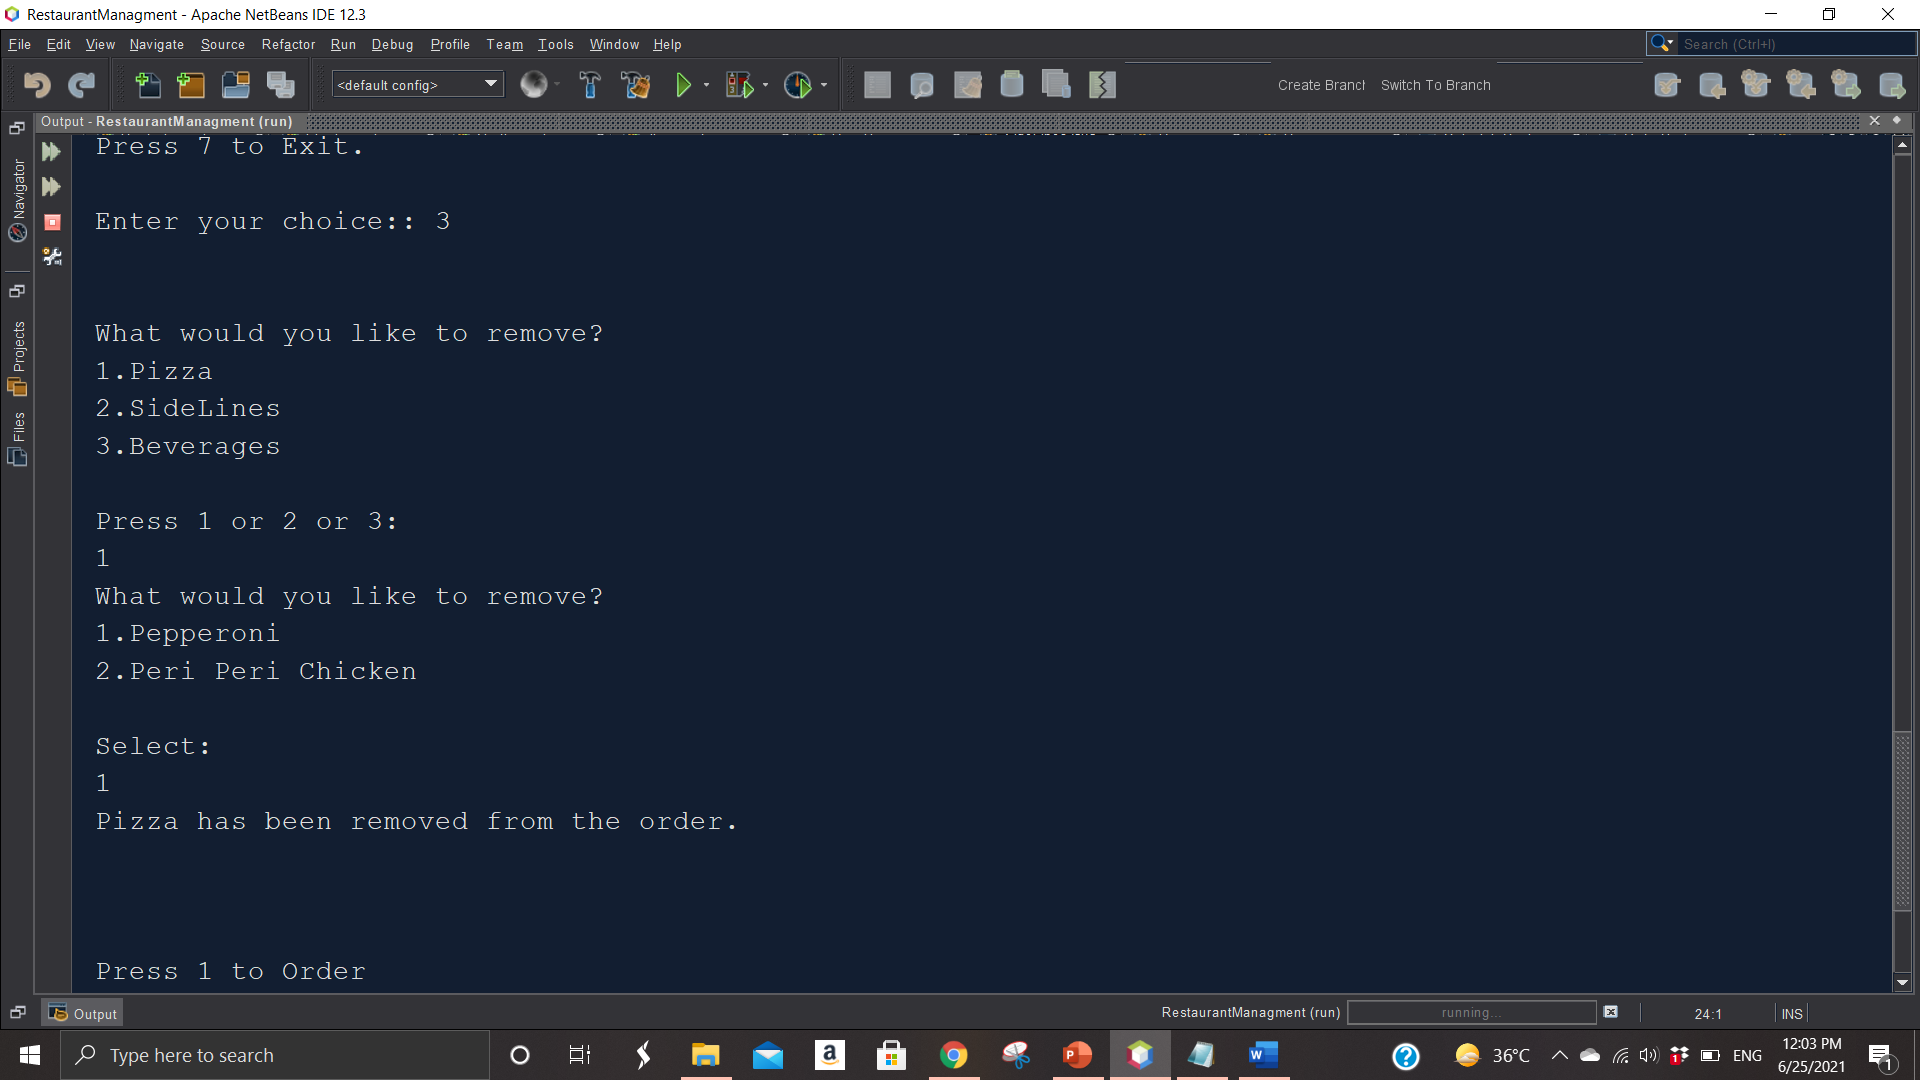 RestaurantManagment - Apache NetBeans IDE 12.3
File Edit View Navigate Source Refactor Run Debug Profile Team Tools Window Help
Search (Ctrl+I)
<default config>
Create Branch Switch To Branch
Output - RestaurantManagment (run)
Navigator
Projects
Files
Press 7 to Exit.
Enter your choice:: 3
What would you like to remove?
1.Pizza
2.SideLines
3.Beverages
Press 1 or 2 or 3:
1
What would you like to remove?
1.Pepperoni
2.Peri Peri Chicken
Select:
1
Pizza has been removed from the order.
Press 1 to Order
Output
RestaurantManagment (run)
running...
24:1
INS
Type here to search
36°C
ENG
12:03 PM
6/25/2021
1